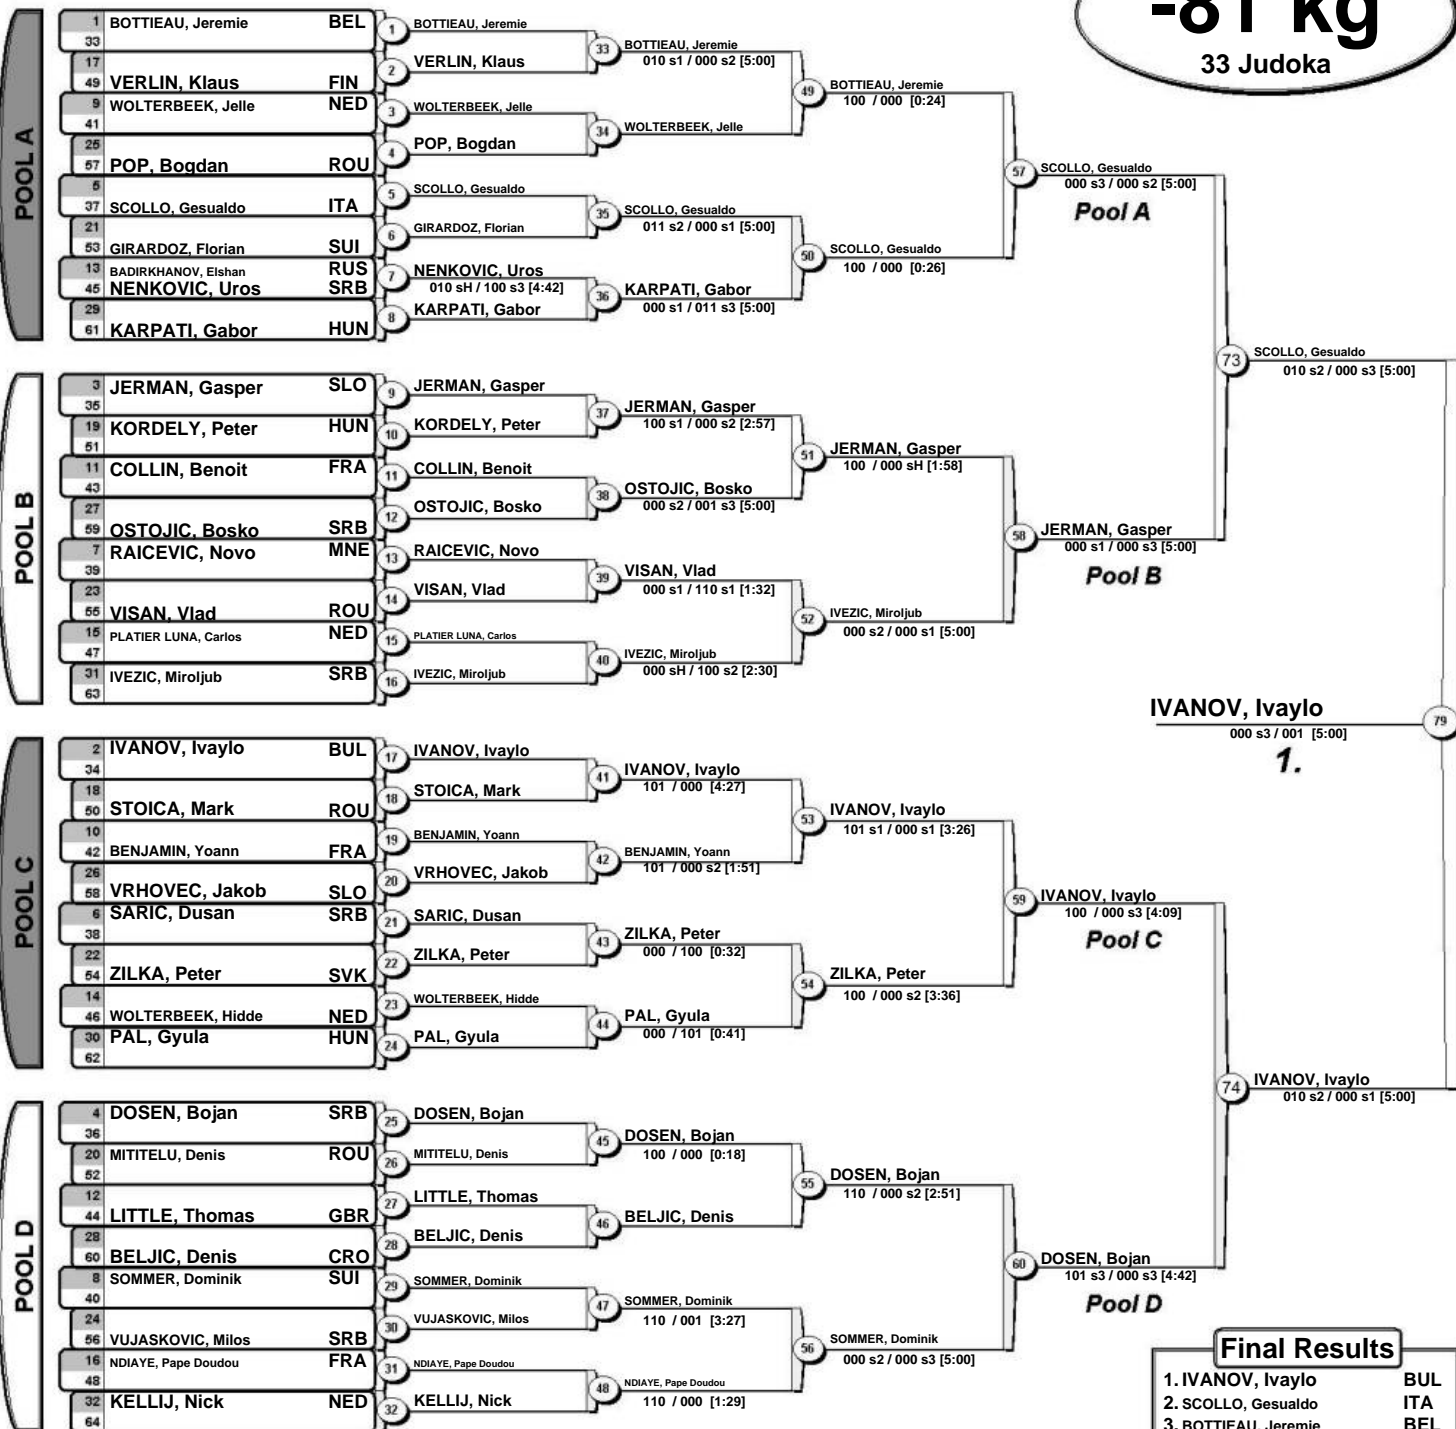 -81 kg
33 Judoka
POOL A
1 BOTTIEAU, Jeremie BEL
33
17
49 VERLIN, Klaus FIN
9 WOLTERBEEK, Jelle NED
41
25
57 POP, Bogdan ROU
5
37 SCOLLO, Gesualdo ITA
21
53 GIRARDOZ, Florian SUI
13 BADIRKHANOV, Elshan RUS
45 NENKOVIC, Uros SRB
29
61 KARPATI, Gabor HUN
1 BOTTIEAU, Jeremie
2 VERLIN, Klaus
3 WOLTERBEEK, Jelle
4 POP, Bogdan
5 SCOLLO, Gesualdo
6 GIRARDOZ, Florian
7 NENKOVIC, Uros
010 sH / 100 s3 [4:42]
8 KARPATI, Gabor
33 BOTTIEAU, Jeremie
010 s1 / 000 s2 [5:00]
34 WOLTERBEEK, Jelle
35 SCOLLO, Gesualdo
011 s2 / 000 s1 [5:00]
36 KARPATI, Gabor
000 s1 / 011 s3 [5:00]
49 BOTTIEAU, Jeremie
100 / 000 [0:24]
50 SCOLLO, Gesualdo
100 / 000 [0:26]
57 SCOLLO, Gesualdo
000 s3 / 000 s2 [5:00]
Pool A
POOL B
3 JERMAN, Gasper SLO
35
19 KORDELY, Peter HUN
51
11 COLLIN, Benoit FRA
43
27
59 OSTOJIC, Bosko SRB
7 RAICEVIC, Novo MNE
39
23
55 VISAN, Vlad ROU
15 PLATIER LUNA, Carlos NED
47
31 IVEZIC, Miroljub SRB
63
9 JERMAN, Gasper
10 KORDELY, Peter
11 COLLIN, Benoit
12 OSTOJIC, Bosko
13 RAICEVIC, Novo
14 VISAN, Vlad
15 PLATIER LUNA, Carlos
16 IVEZIC, Miroljub
37 JERMAN, Gasper
100 s1 / 000 s2 [2:57]
38 OSTOJIC, Bosko
000 s2 / 001 s3 [5:00]
39 VISAN, Vlad
000 s1 / 110 s1 [1:32]
40 IVEZIC, Miroljub
000 sH / 100 s2 [2:30]
51 JERMAN, Gasper
100 / 000 sH [1:58]
52 IVEZIC, Miroljub
000 s2 / 000 s1 [5:00]
58 JERMAN, Gasper
000 s1 / 000 s3 [5:00]
Pool B
73 SCOLLO, Gesualdo
010 s2 / 000 s3 [5:00]
IVANOV, Ivaylo 79
000 s3 / 001 [5:00]
1.
POOL C
2 IVANOV, Ivaylo BUL
34
18
50 STOICA, Mark ROU
10
42 BENJAMIN, Yoann FRA
26
58 VRHOVEC, Jakob SLO
6 SARIC, Dusan SRB
38
22
54 ZILKA, Peter SVK
14
46 WOLTERBEEK, Hidde NED
30 PAL, Gyula HUN
62
17 IVANOV, Ivaylo
18 STOICA, Mark
19 BENJAMIN, Yoann
20 VRHOVEC, Jakob
21 SARIC, Dusan
22 ZILKA, Peter
23 WOLTERBEEK, Hidde
24 PAL, Gyula
41 IVANOV, Ivaylo
101 / 000 [4:27]
42 BENJAMIN, Yoann
101 / 000 s2 [1:51]
43 ZILKA, Peter
000 / 100 [0:32]
44 PAL, Gyula
000 / 101 [0:41]
53 IVANOV, Ivaylo
101 s1 / 000 s1 [3:26]
54 ZILKA, Peter
100 / 000 s2 [3:36]
59 IVANOV, Ivaylo
100 / 000 s3 [4:09]
Pool C
POOL D
4 DOSEN, Bojan SRB
36
20 MITITELU, Denis ROU
52
12
44 LITTLE, Thomas GBR
28
60 BELJIC, Denis CRO
8 SOMMER, Dominik SUI
40
24
56 VUJASKOVIC, Milos SRB
16 NDIAYE, Pape Doudou FRA
48
32 KELLIJ, Nick NED
64
25 DOSEN, Bojan
26 MITITELU, Denis
27 LITTLE, Thomas
28 BELJIC, Denis
29 SOMMER, Dominik
30 VUJASKOVIC, Milos
31 NDIAYE, Pape Doudou
32 KELLIJ, Nick
45 DOSEN, Bojan
100 / 000 [0:18]
46 BELJIC, Denis
47 SOMMER, Dominik
110 / 001 [3:27]
48 NDIAYE, Pape Doudou
110 / 000 [1:29]
55 DOSEN, Bojan
110 / 000 s2 [2:51]
56 SOMMER, Dominik
000 s2 / 000 s3 [5:00]
60 DOSEN, Bojan
101 s3 / 000 s3 [4:42]
Pool D
74 IVANOV, Ivaylo
010 s2 / 000 s1 [5:00]
Final Results
1. IVANOV, Ivaylo BUL
2. SCOLLO, Gesualdo ITA
3. BOTTIEAU, Jeremie BEL